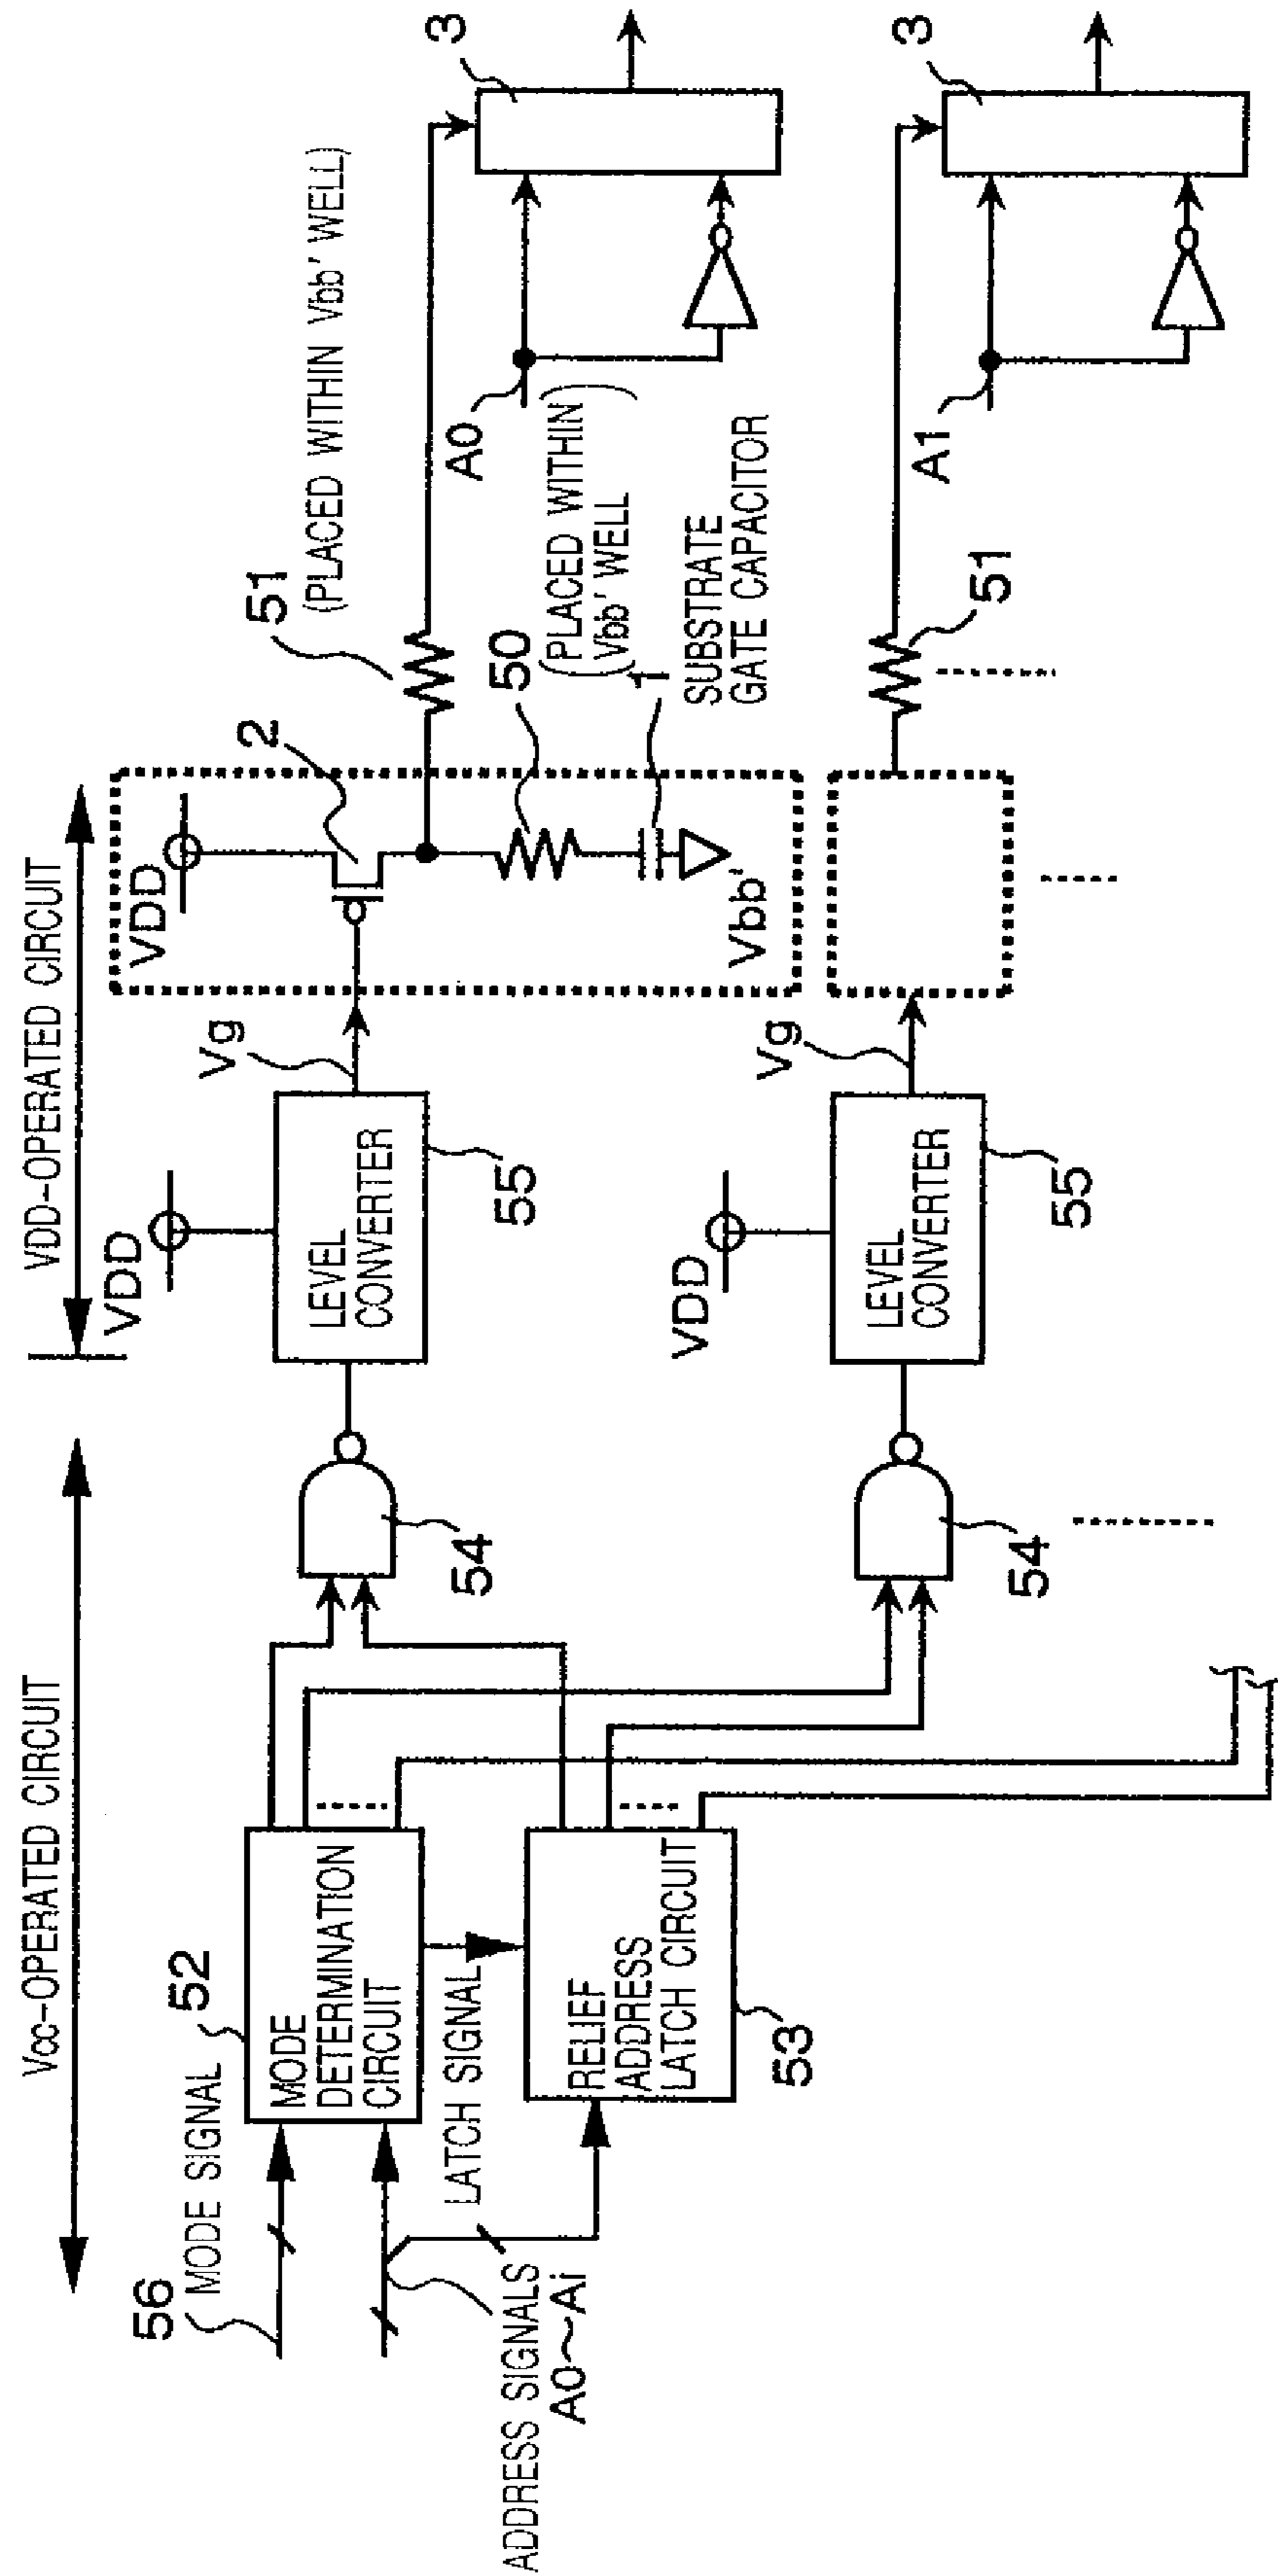 Vcc-OPERATED CIRCUIT
VDD-OPERATED CIRCUIT
56
MODE SIGNAL
52
MODE
DETERMINATION
CIRCUIT
LATCH SIGNAL
ADDRESS SIGNALS
A0~Ai
RELIEF
ADDRESS
LATCH CIRCUIT
53
54
VDD
LEVEL
CONVERTER
55
Vg
VDD
2
51
(PLACED WITHIN Vbb' WELL)
50
(PLACED WITHIN
Vbb' WELL)
1
SUBSTRATE
GATE CAPACITOR
Vbb'
A0
3
54
VDD
LEVEL
CONVERTER
55
Vg
51
A1
3